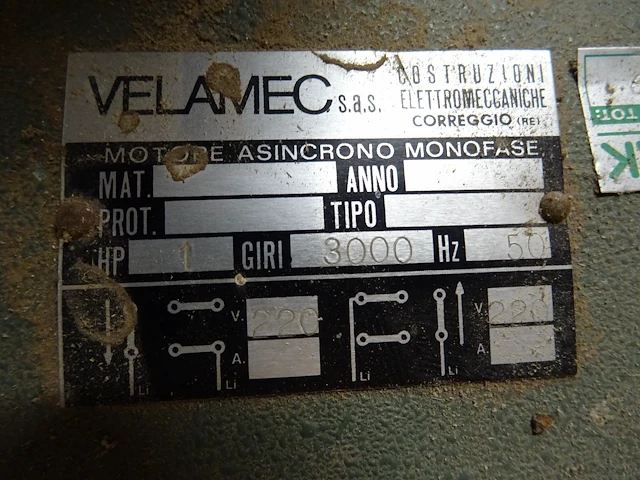 VELAMEC s.a.s.
COSTRUZIONI
ELETTROMECCANICHE
CORREGGIO (RE)
MOTORE ASINCRONO MONOFASE
MAT. ANNO
PROT. TIPO
HP 1 GIRI 3000 Hz 50
V. 220 V. 220
A. A.
Li Li Li Li